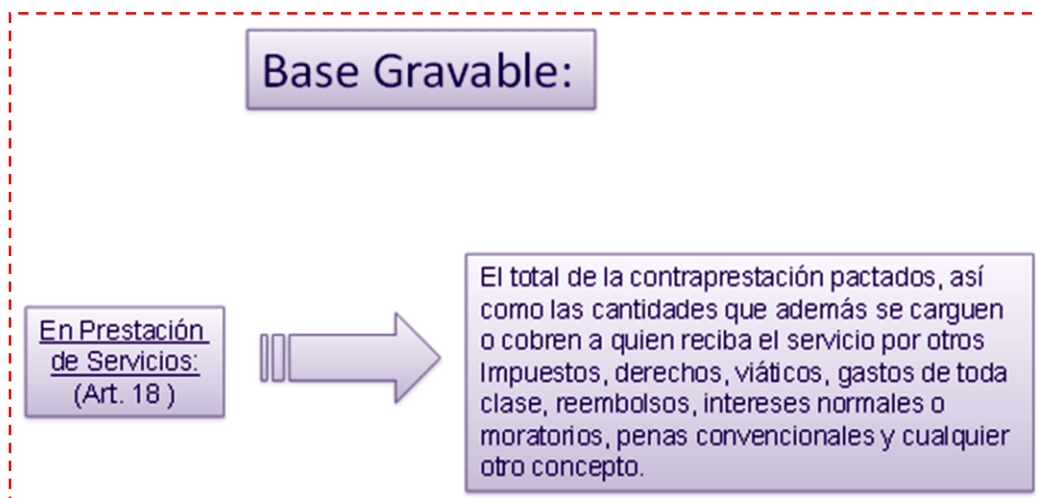 Base Gravable:
En Prestación
de Servicios:
(Art. 18 )
El total de la contraprestación pactados, así
como las cantidades que además se carguen
o cobren a quien reciba el servicio por otros
Impuestos, derechos, viáticos, gastos de toda
clase, reembolsos, intereses normales o
moratorios, penas convencionales y cualquier
otro concepto.